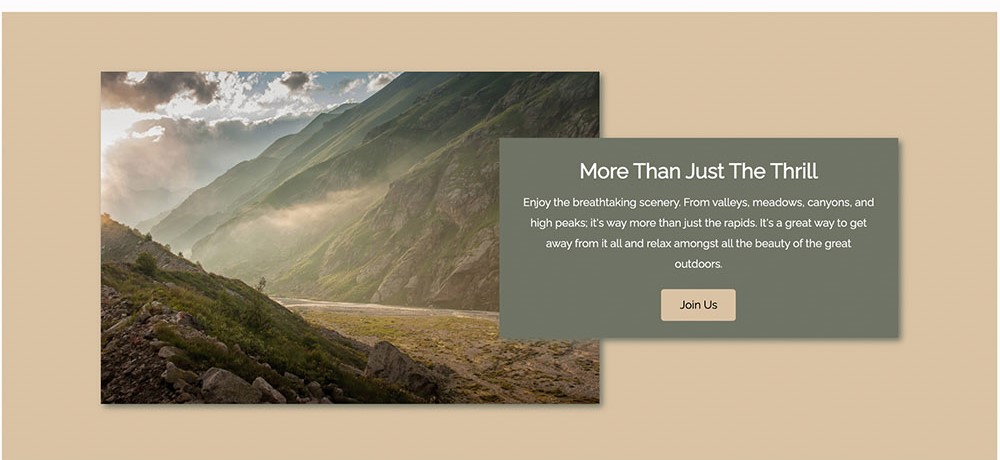 More Than Just The Thrill
Enjoy the breathtaking scenery. From valleys, meadows, canyons, and
high peaks; it's way more than just the rapids. It's a great way to get
away from it all and relax amongst all the beauty of the great
outdoors.
Join Us